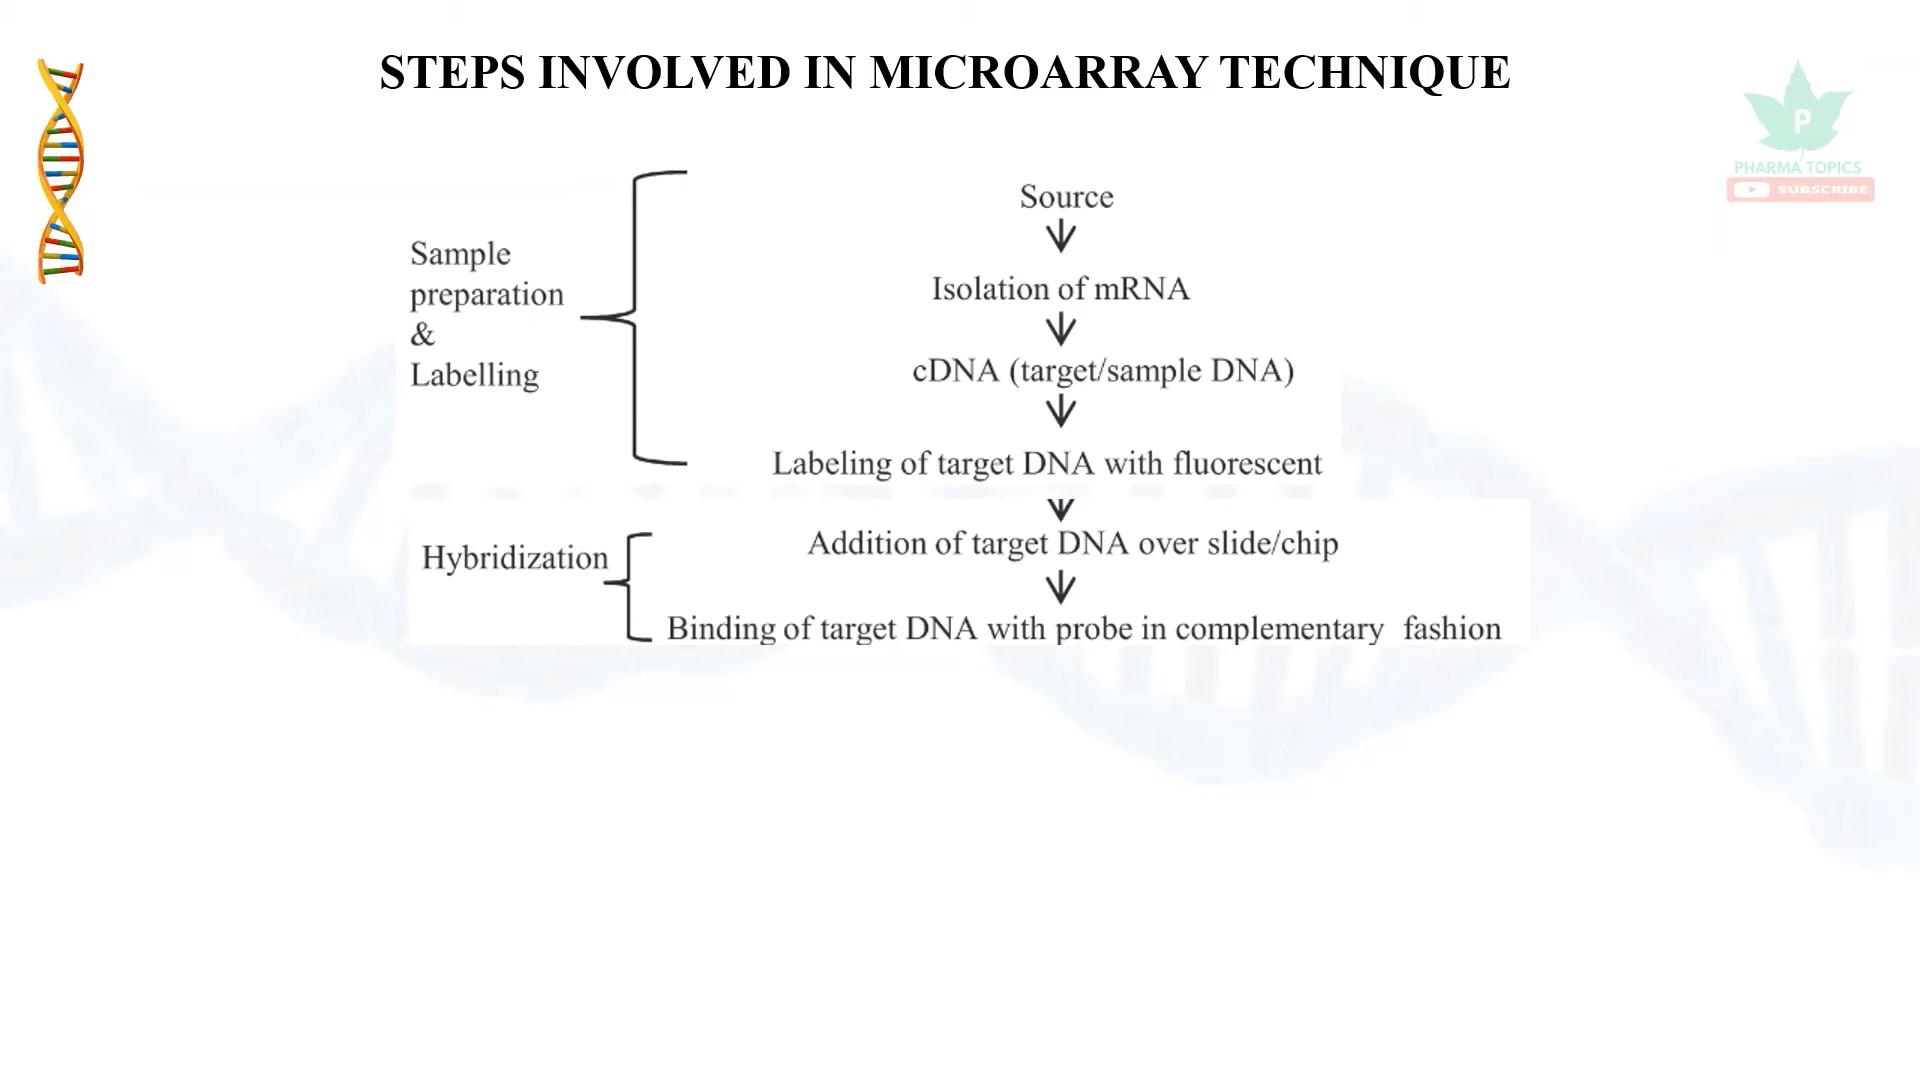 STEPS INVOLVED IN MICROARRAY TECHNIQUE
P
PHARMA TOPICS
SUBSCRIBE
Sample
preparation
&
Labelling
Source
Isolation of mRNA
cDNA (target/sample DNA)
Labeling of target DNA with fluorescent
Hybridization
Addition of target DNA over slide/chip
Binding of target DNA with probe in complementary fashion